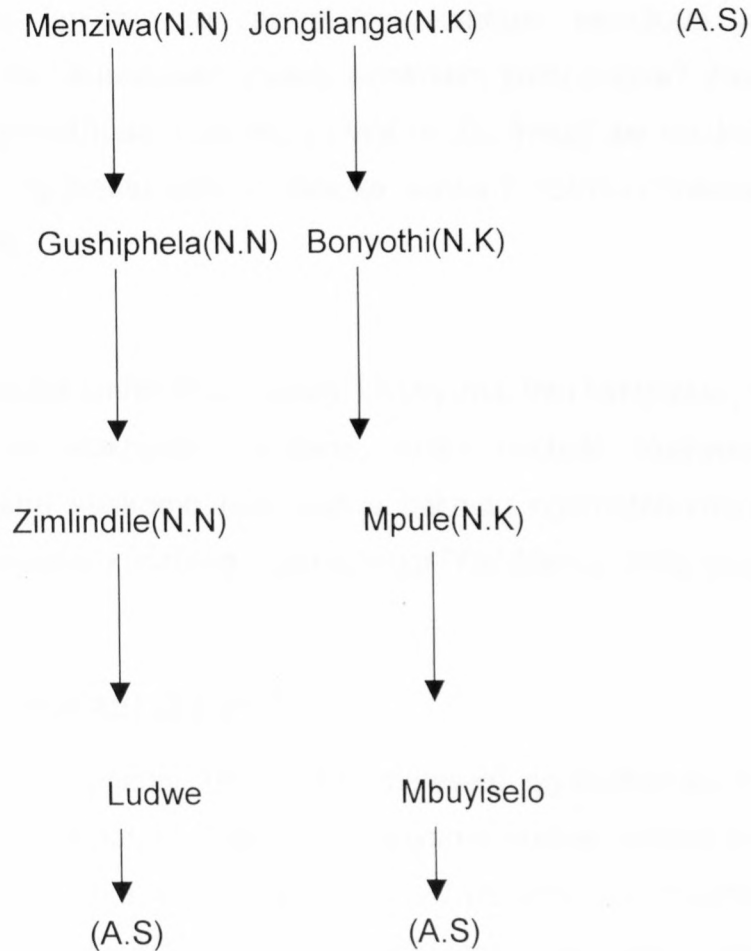 Menziwa(N.N) Jongilanga(N.K) (A.S)
Gushiphela(N.N) Bonyothi(N.K)
Zimlindile(N.N) Mpule(N.K)
Ludwe Mbuyiselo
(A.S) (A.S)